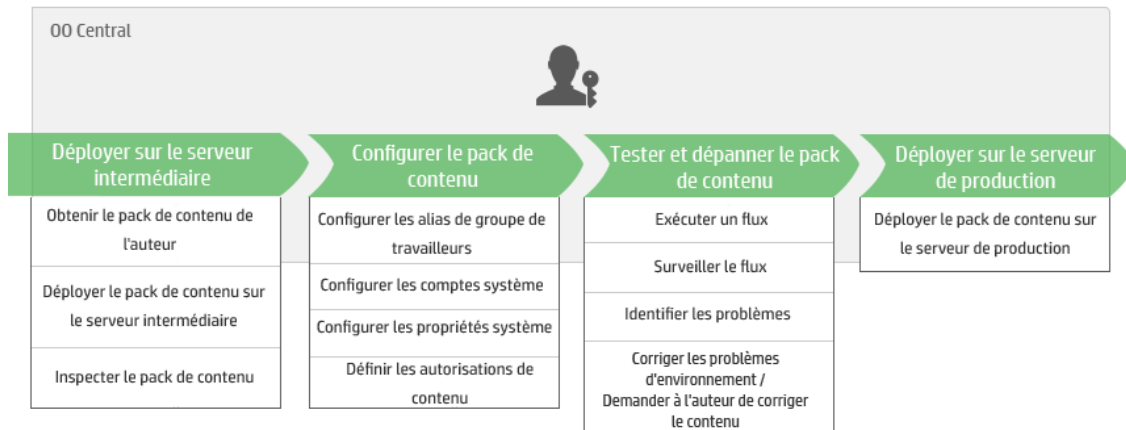 OO Central
Déployer sur le serveur
intermédiaire
Obtenir le pack de contenu de
l'auteur
Déployer le pack de contenu sur
le serveur intermédiaire
Inspecter le pack de contenu
Configurer le pack de
contenu
Configurer les alias de groupe de
travailleurs
Configurer les comptes système
Configurer les propriétés système
Définir les autorisations de
contenu
Tester et dépanner le pack
de contenu
Exécuter un flux
Surveiller le flux
Identifier les problèmes
Corriger les problèmes
d'environnement /
Demander à l'auteur de corriger
le contenu
Déployer sur le serveur
de production
Déployer le pack de contenu sur
le serveur de production